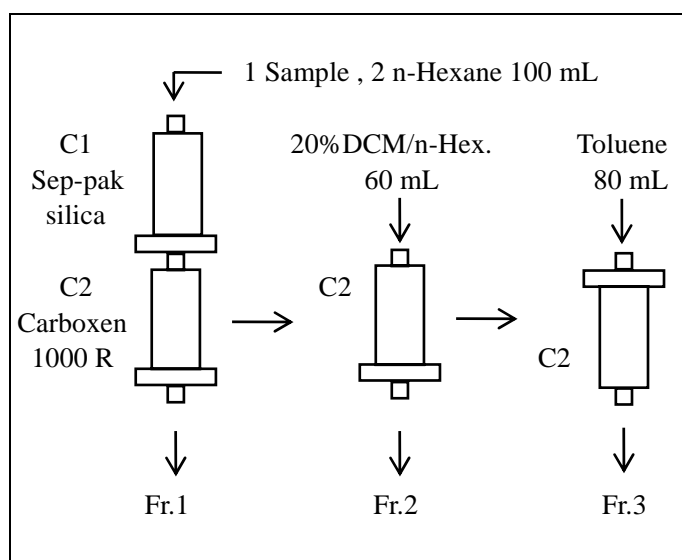 1 Sample , 2 n-Hexane 100 mL
C1
Sep-pak
silica
C2
Carboxen
1000 R
20%DCM/n-Hex.
60 mL
C2
Toluene
80 mL
C2
Fr.1
Fr.2
Fr.3